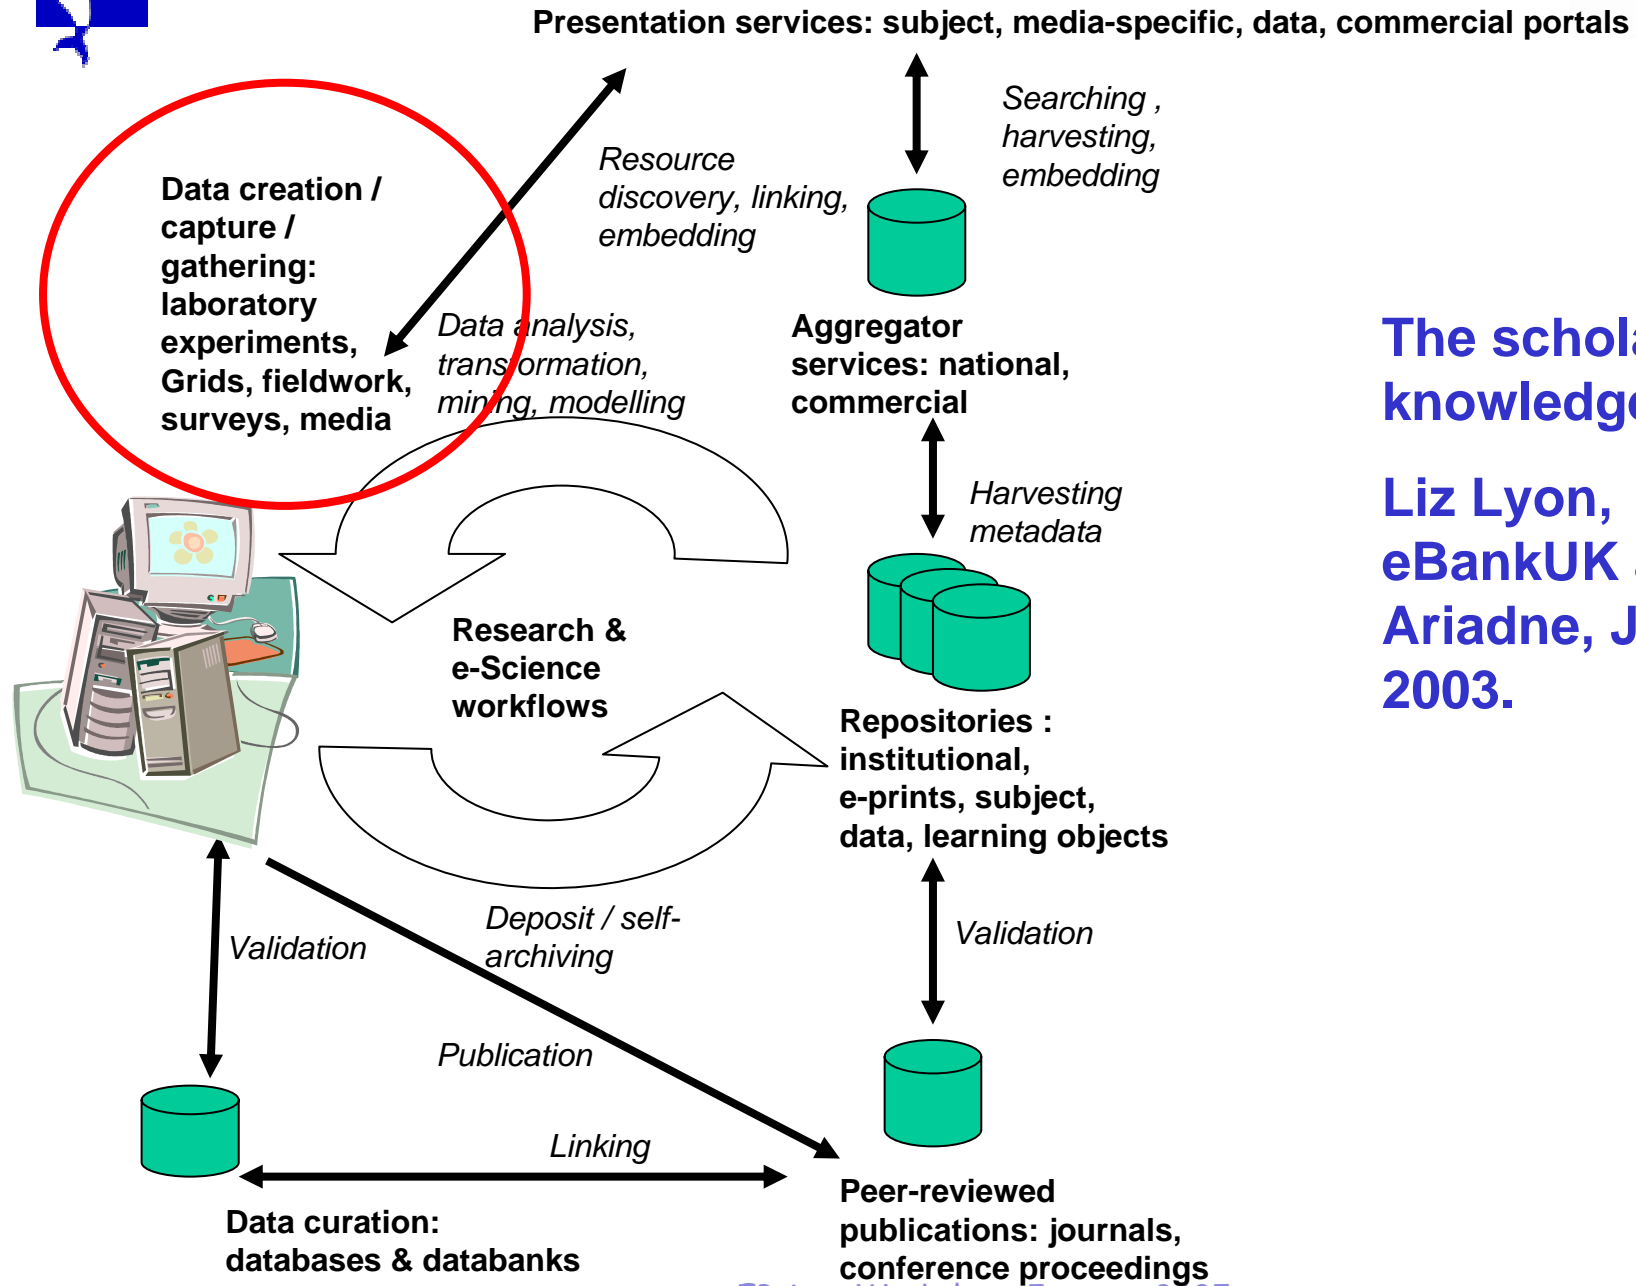 Presentation services: subject, media-specific, data, commercial portals
Searching ,
harvesting,
embedding
Resource
discovery, linking,
embedding
Data creation /
capture /
gathering:
laboratory
experiments,
Grids, fieldwork,
surveys, media
Data analysis,
transformation,
mining, modelling
Aggregator
services: national,
commercial
Harvesting
metadata
Research &
e-Science
workflows
Repositories :
institutional,
e-prints, subject,
data, learning objects
Deposit / self-
archiving
Validation
Validation
Publication
Linking
Data curation:
databases & databanks
Peer-reviewed
publications: journals,
conference proceedings
The
knowledge
Liz Lyon,
eBankUK
Ariadne,
2003.